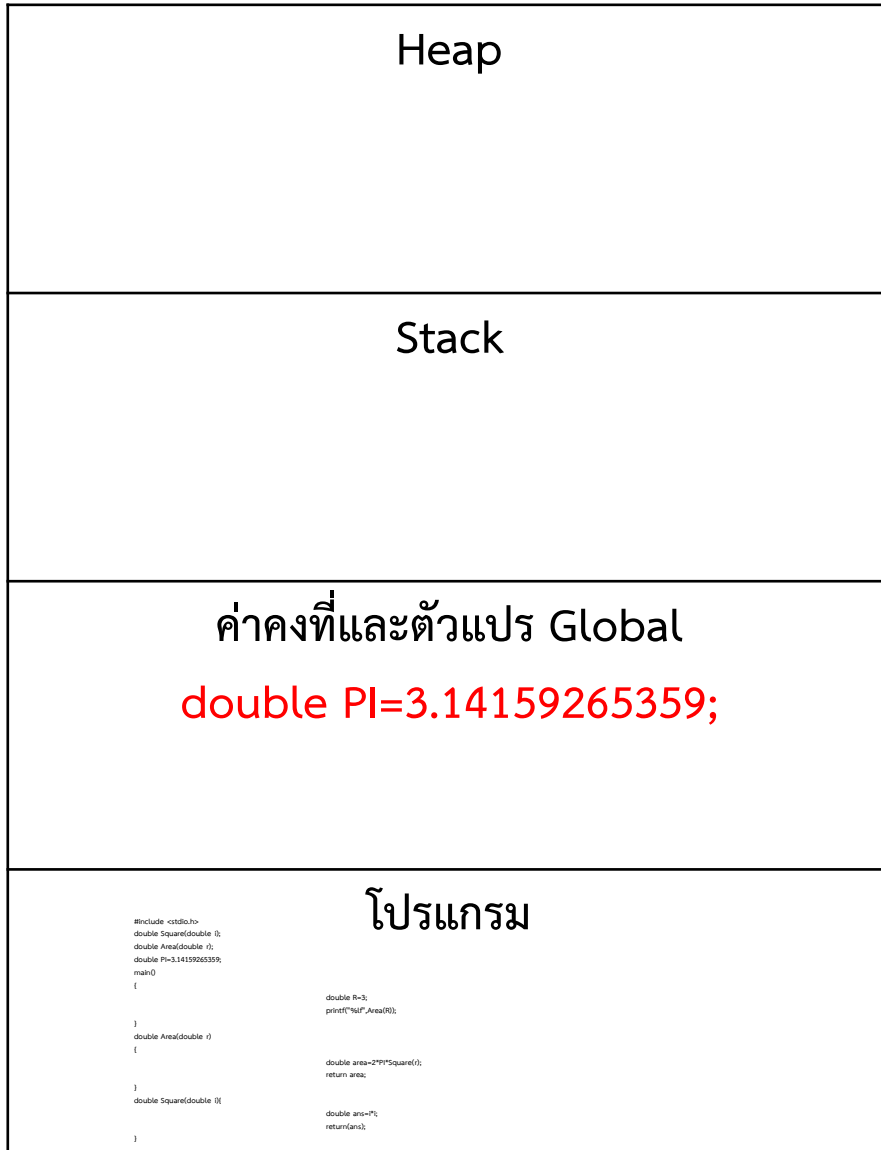 Heap
Stack
ค่าคงที่และตัวแปร Global
double PI=3.14159265359;
โปรแกรม
#include <stdio.h>
double Square(double i);
double Area(double r);
double PI=3.14159265359;
main()
{
double R=3;
printf("%lf",Area(R));
}
double Area(double r)
{
double area=2*PI*Square(r);
return area;
}
double Square(double i){
double ans=i*i;
return(ans);
}